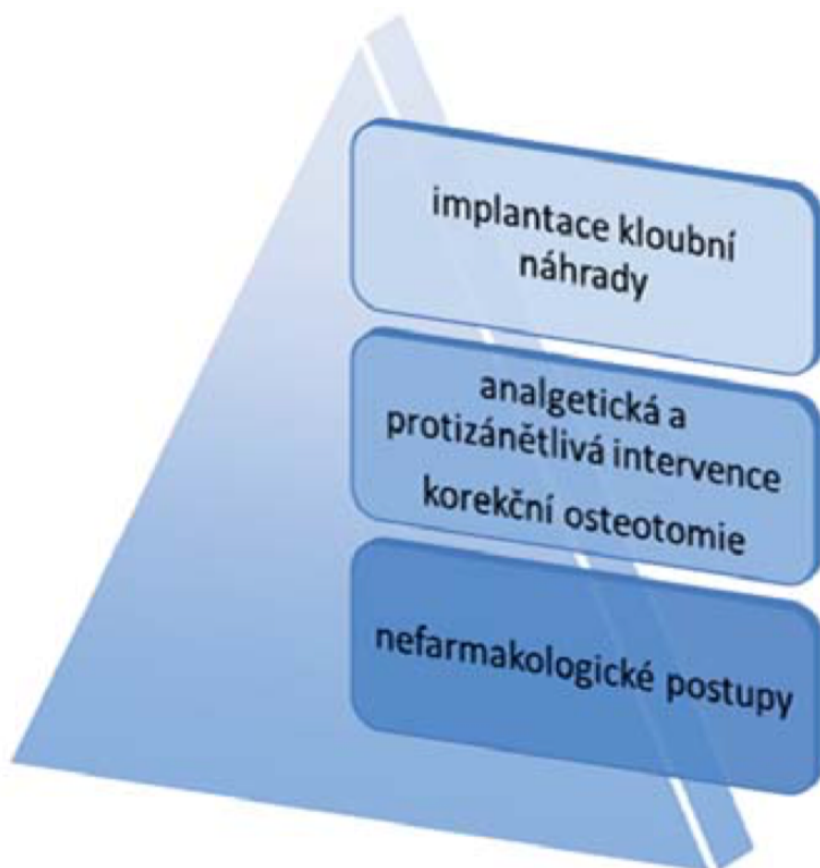 implantace kloubní
náhrady
analgetická a
protizánětlivá intervence
korekční osteotomie
nefarmakologické postupy